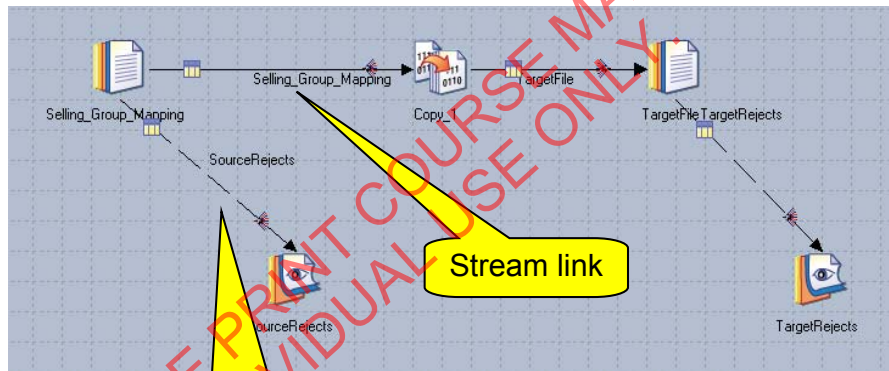 Selling_Group_Mapping
Copy_1
TargetFile
TargetFile
TargetRejects
Selling_Group_Mapping
SourceRejects
Stream link
SourceRejects
TargetRejects
PRINT COURSE
USE ONLY.